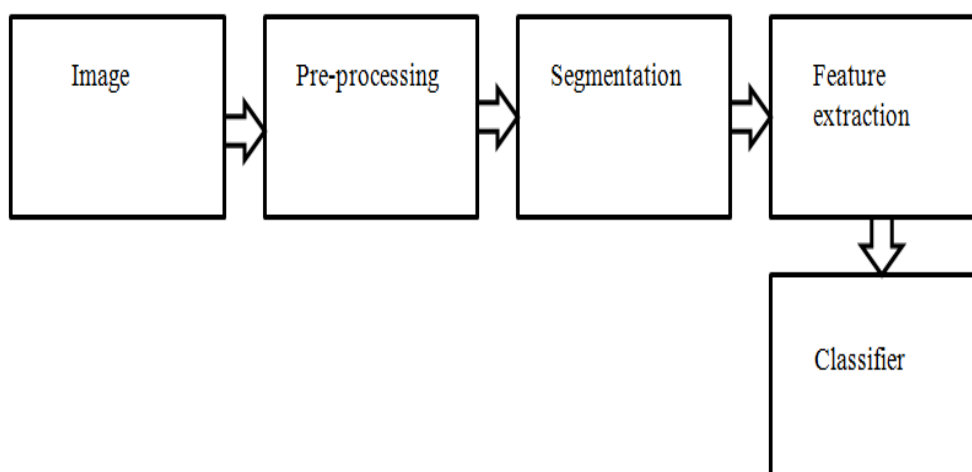 Image
Pre-processing
Segmentation
Feature
extraction
Classifier